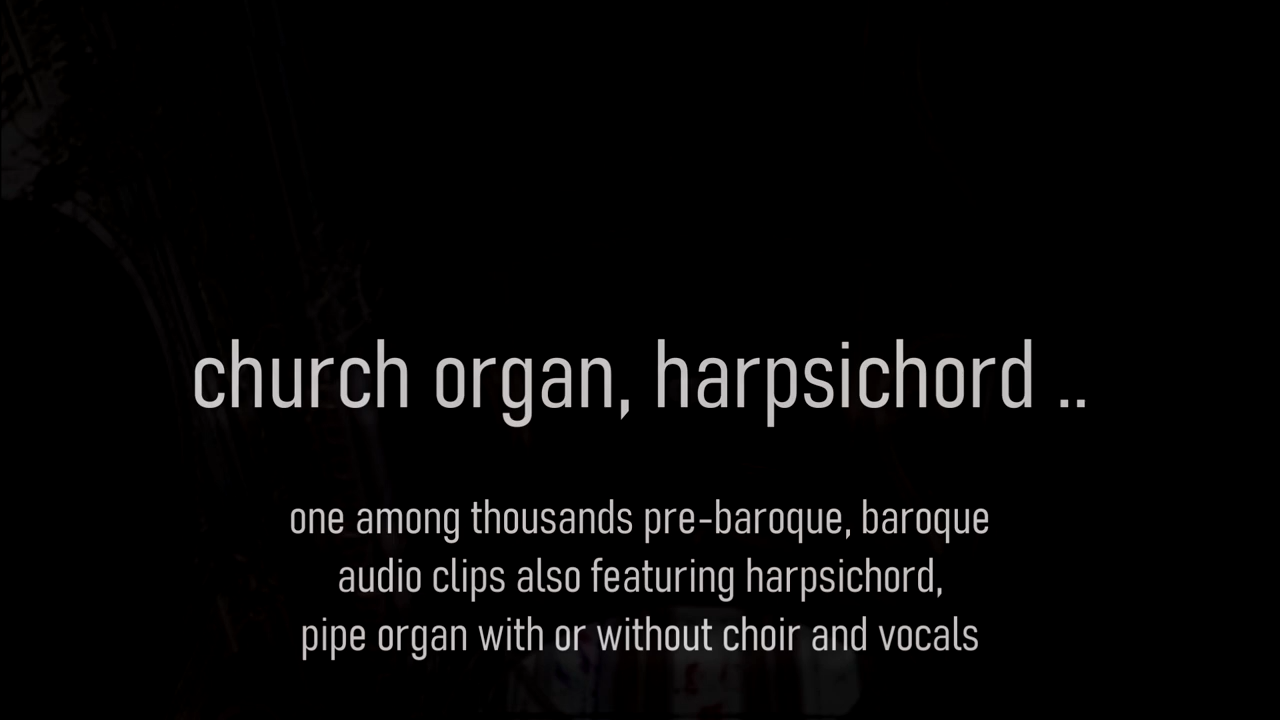 church organ, harpsichord ..
one among thousands pre-baroque, baroque
audio clips also featuring harpsichord,
pipe organ with or without choir and vocals